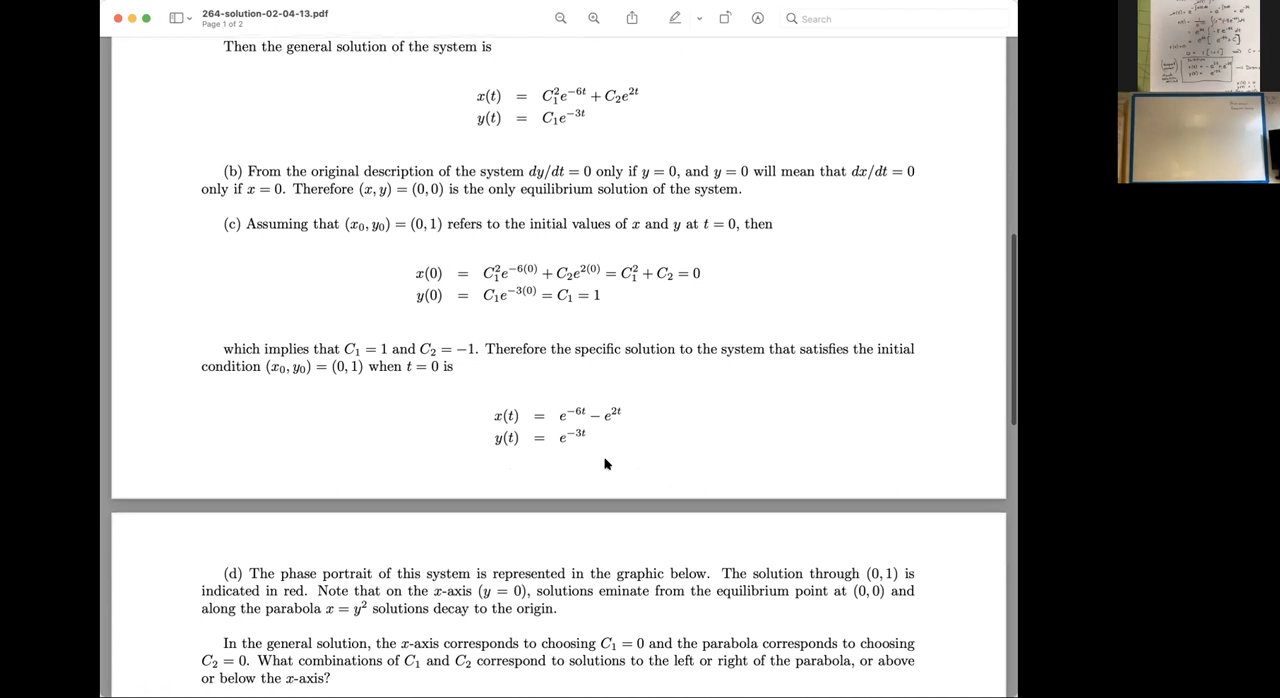 264-solution-02-04-13.pdf
Page 1 of 2
Search
Then the general solution of the system is
x(t) = C₁²e⁻⁶ᵗ + C₂e²ᵗ
y(t) = C₁e⁻³ᵗ
(b) From the original description of the system dy/dt = 0 only if y = 0, and y = 0 will mean that dx/dt = 0
only if x = 0. Therefore (x, y) = (0, 0) is the only equilibrium solution of the system.
(c) Assuming that (x₀, y₀) = (0, 1) refers to the initial values of x and y at t = 0, then
x(0) = C₁²e⁻⁶⁽⁰⁾ + C₂e²⁽⁰⁾ = C₁² + C₂ = 0
y(0) = C₁e⁻³⁽⁰⁾ = C₁ = 1
which implies that C₁ = 1 and C₂ = −1. Therefore the specific solution to the system that satisfies the initial
condition (x₀, y₀) = (0, 1) when t = 0 is
x(t) = e⁻⁶ᵗ − e²ᵗ
y(t) = e⁻³ᵗ
(d) The phase portrait of this system is represented in the graphic below. The solution through (0, 1) is
indicated in red. Note that on the x-axis (y = 0), solutions eminate from the equilibrium point at (0, 0) and
along the parabola x = y² solutions decay to the origin.
In the general solution, the x-axis corresponds to choosing C₁ = 0 and the parabola corresponds to choosing
C₂ = 0. What combinations of C₁ and C₂ correspond to solutions to the left or right of the parabola, or above
or below the x-axis?